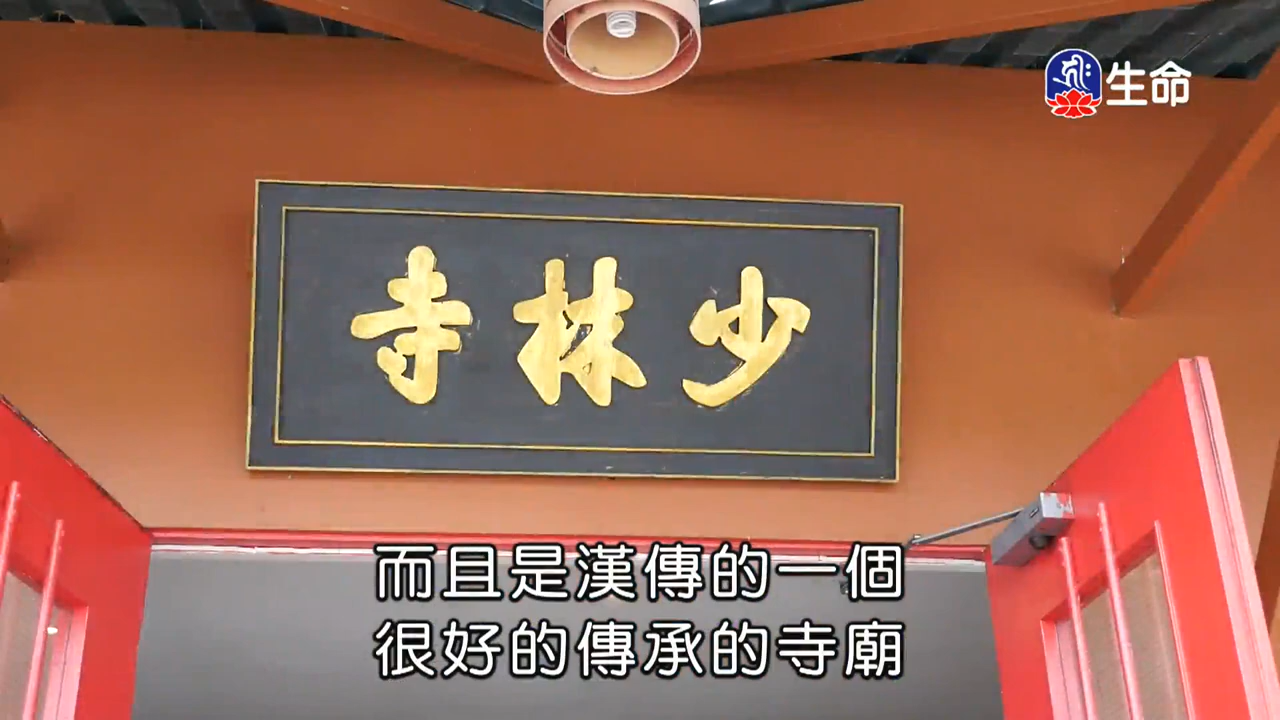 生命
少林寺
而且是漢傳的一個
很好的傳承的寺廟